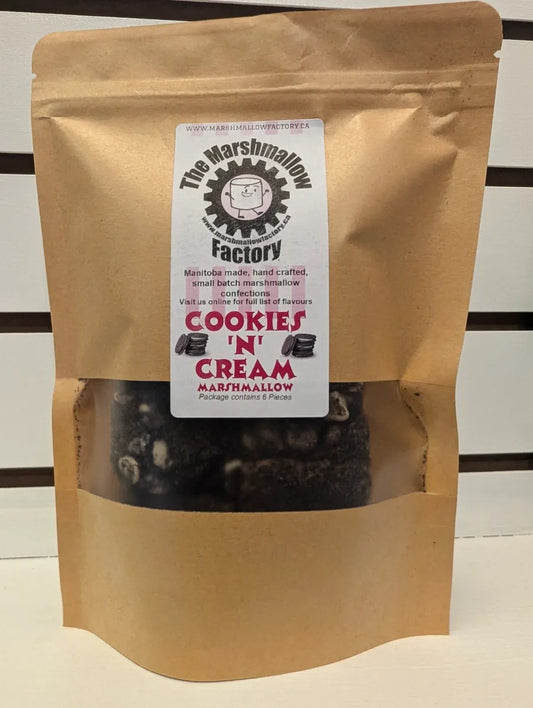 WWW.MARSHMALLOWFACTORY.CA
The Marshmallow
www.marshmallowfactory.ca
Factory
Manitoba made, hand crafted,
small batch marshmallow
confections
Visit us online for full list of flavours
COOKIES
'N'
CREAM
MARSHMALLOW
Package contains 6 Pieces